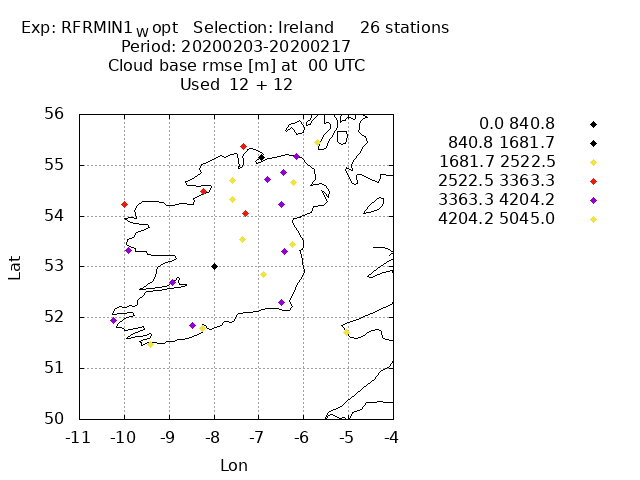 Exp: RFRMIN1Wopt Selection: Ireland 26 stations
Period: 20200203-20200217
Cloud base rmse [m] at 00 UTC
Used 12 + 12
0.0 840.8
840.8 1681.7
1681.7 2522.5
2522.5 3363.3
3363.3 4204.2
4204.2 5045.0
56
55
54
53
52
51
50
Lat
-11 -10 -9 -8 -7 -6 -5 -4
Lon